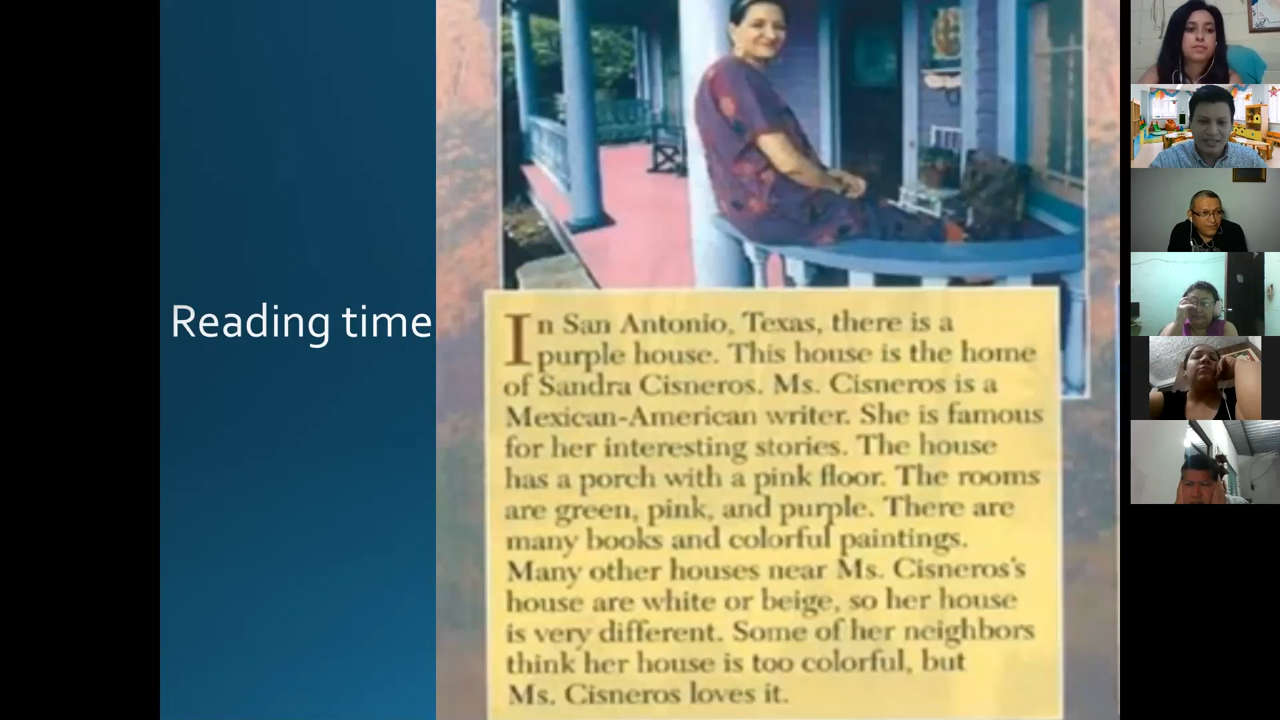 Reading time
In San Antonio, Texas, there is a
purple house. This house is the home
of Sandra Cisneros. Ms. Cisneros is a
Mexican-American writer. She is famous
for her interesting stories. The house
has a porch with a pink floor. The rooms
are green, pink, and purple. There are
many books and colorful paintings.
Many other houses near Ms. Cisneros's
house are white or beige, so her house
is very different. Some of her neighbors
think her house is too colorful, but
Ms. Cisneros loves it.